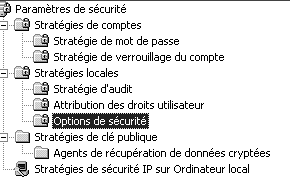 Paramètres de sécurité
Stratégies de comptes
Stratégie de mot de passe
Stratégie de verrouillage du compte
Stratégies locales
Stratégie d'audit
Attribution des droits utilisateur
Options de sécurité
Stratégies de clé publique
Agents de récupération de données cryptées
Stratégies de sécurité IP sur Ordinateur local